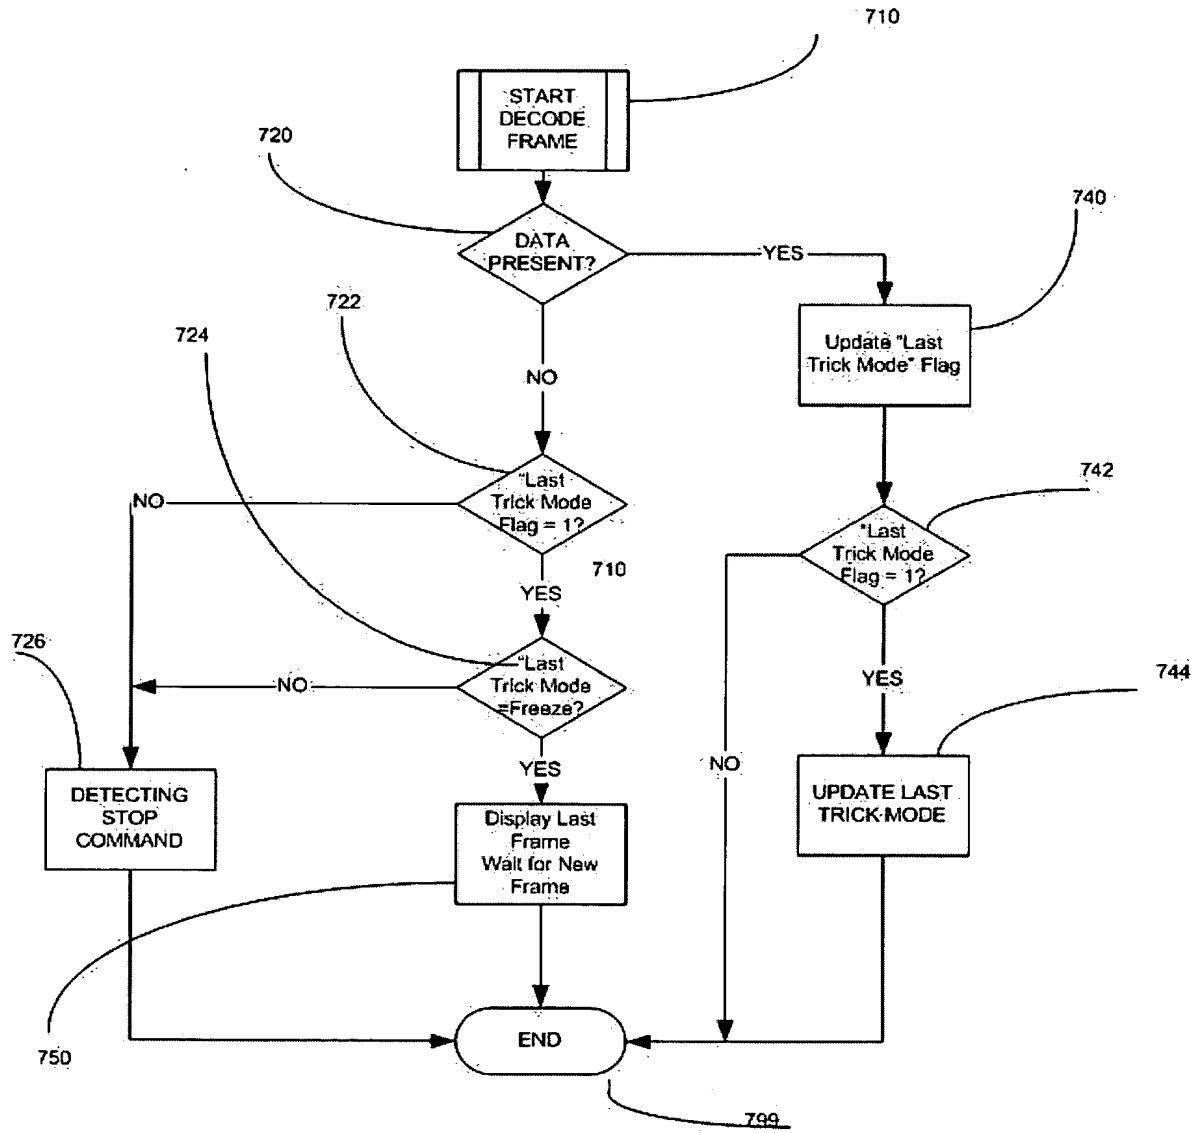 710
START
DECODE
FRAME
720
740
DATA
PRESENT?
YES
722
724
Update "Last
Trick Mode" Flag
NO
742
"Last
Trick Mode
Flag = 1?
NO
"Last
Trick Mode
Flag = 1?
710
YES
726
"Last
Trick Mode
=Freeze?
NO
YES
744
YES
NO
DETECTING
STOP
COMMAND
UPDATE LAST
TRICK-MODE
Display Last
Frame
Wait for New
Frame
END
750
799